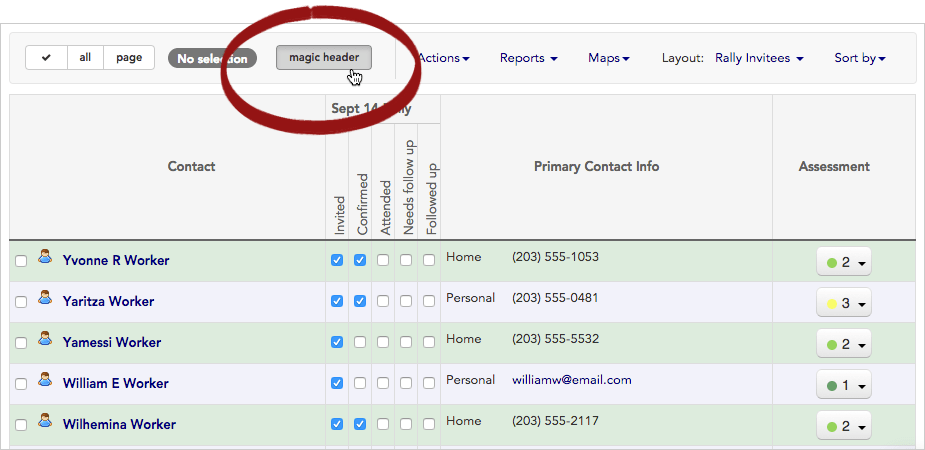 all page No selection magic header Actions Reports Maps Layout: Rally Invitees Sort by
Sept 14 Rally
Contact
Invited
Confirmed
Attended
Needs follow up
Followed up
Primary Contact Info
Assessment
Yvonne R Worker Home (203) 555-1053 2
Yaritza Worker Personal (203) 555-0481 3
Yamessi Worker Home (203) 555-5532 2
William E Worker Personal williamw@email.com 1
Wilhemina Worker Home (203) 555-2117 2